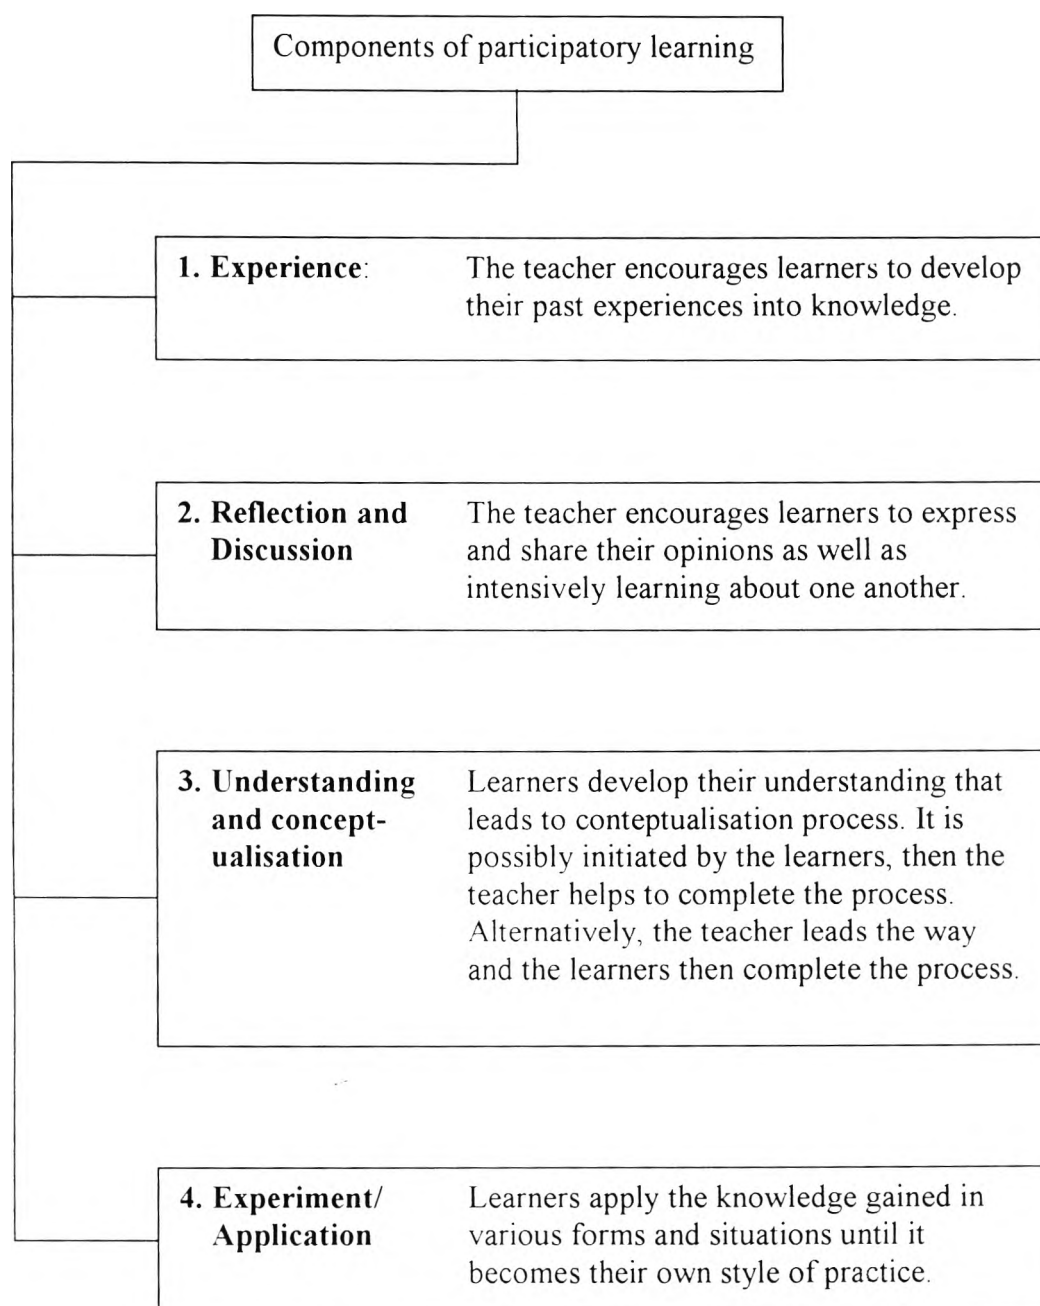 Components of participatory learning
1. Experience: The teacher encourages learners to develop
their past experiences into knowledge.
2. Reflection and The teacher encourages learners to express
Discussion and share their opinions as well as
intensively learning about one another.
3. Understanding Learners develop their understanding that
and concept- leads to conteptualisation process. It is
ualisation possibly initiated by the learners, then the
teacher helps to complete the process.
Alternatively, the teacher leads the way
and the learners then complete the process.
4. Experiment/ Learners apply the knowledge gained in
Application various forms and situations until it
becomes their own style of practice.